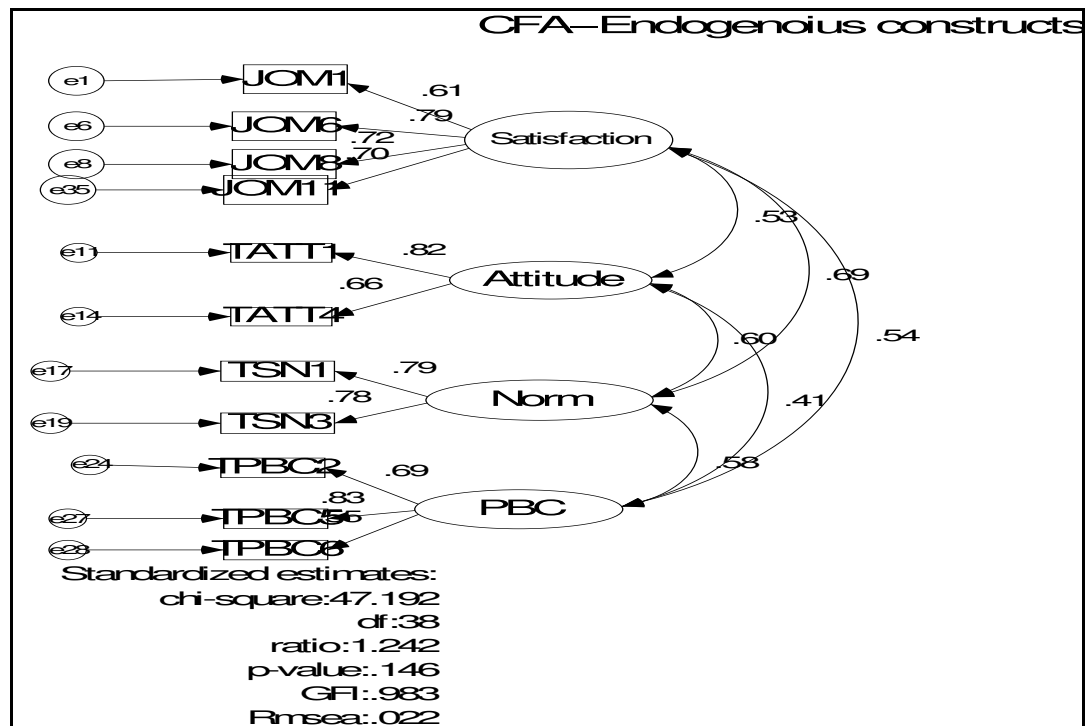 CFA–Endogenoius constructs
e1 JOM1 .61
.79
e6 JOM6 .72 Satisfaction
e8 JOM8 .70
e35 JOM11
.53
e11 TATT1 .82
.69
Attitude
.66
e14 TATT4
.60 .54
e17 TSN1 .79
.78 Norm .41
e19 TSN3
e24 TPBC2 .69 .58
.83
PBC
e27 TPBC5
e28 TPBC6
Standardized estimates:
chi-square:47.192
df:38
ratio:1.242
p-value:.146
GFI:.983
Rmsea:.022